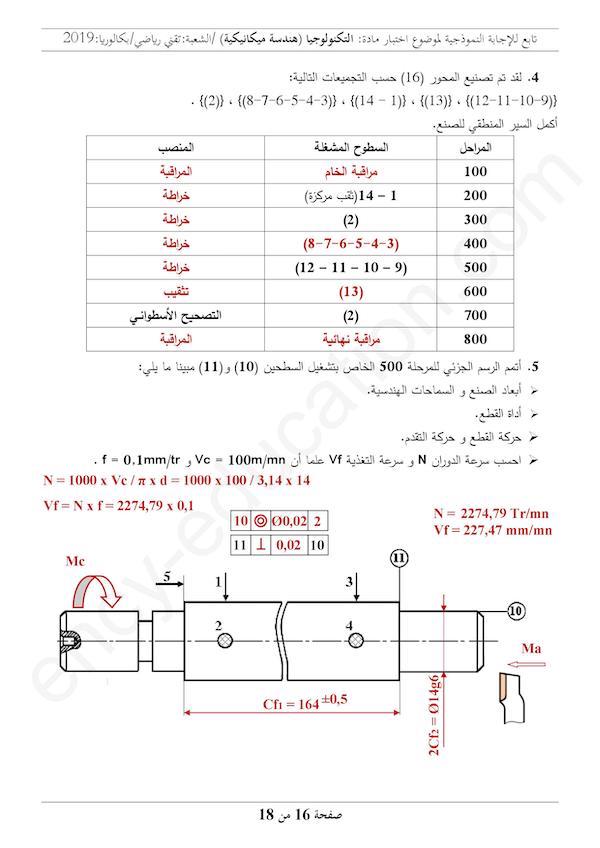 تابع للإجابة النموذجية لموضوع اختبار مادة: التكنولوجيا (هندسة ميكانيكية) /الشعبة:تقني رياضي/بكالوريا:2019
4. لقد تم تصنيع المحور (16) حسب التجميعات التالية:
{(9-10-11-12)} ، {(13)} ، {(1 – 14)} ، {(3-4-5-6-7-8)} ، {(2)} .
أكمل السير المنطقي للصنع.
المراحل السطوح المشغلة المنصب
100 مراقبة الخام المراقبة
200 1 – 14(ثقب مركزة) خراطة
300 (2) خراطة
400 (3-4-5-6-7-8) خراطة
500 (9 – 10 – 11 – 12) خراطة
600 (13) تثقيب
700 (2) التصحيح الأسطواني
800 مراقبة نهائية المراقبة
5. أتمم الرسم الجزئي للمرحلة 500 الخاص بتشغيل السطحين (10) و(11) مبينا ما يلي:
➢ أبعاد الصنع و السماحات الهندسية.
➢ أداة القطع.
➢ حركة القطع و حركة التقدم.
➢ احسب سرعة الدوران N و سرعة التغذية Vf علما أن Vc = 100m/mn و f = 0,1mm/tr .
N = 1000 x Vc / π x d = 1000 x 100 / 3,14 x 14
Vf = N x f = 2274,79 x 0,1
N = 2274,79 Tr/mn
Vf = 227,47 mm/mn
10 ◎ Ø0,02 2
11 ⊥ 0,02 10
Mc
5
1
3
11
10
2
4
Ma
Cf1 = 164 ±0,5
2Cf2 = Ø14g6
صفحة 16 من 18
ency-education.com